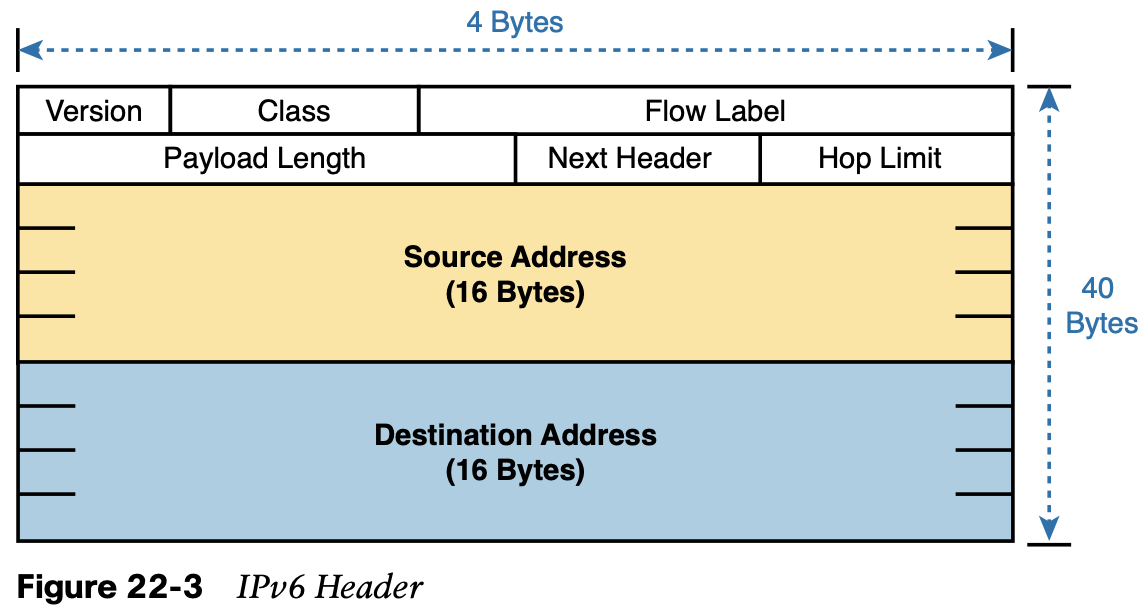 4 Bytes
Version Class Flow Label
Payload Length Next Header Hop Limit
Source Address
(16 Bytes)
40
Bytes
Destination Address
(16 Bytes)
Figure 22-3 IPv6 Header